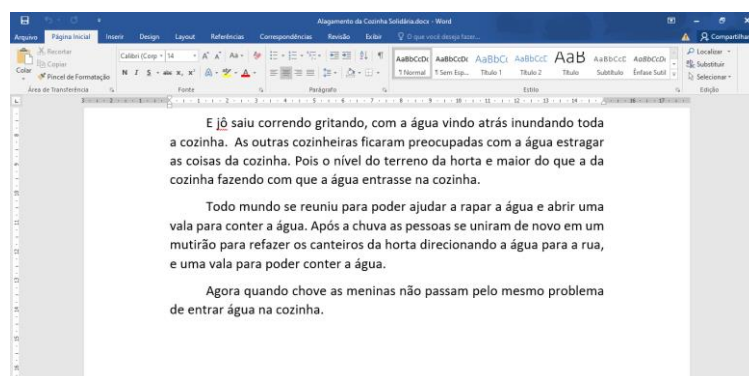 Alagamento da Cozinha Solidária.docx - Word
Arquivo Página Inicial Inserir Design Layout Referências Correspondências Revisão Exibir O que você deseja fazer... Compartilhar
Recortar
Copiar
Pincel de Formatação
Colar
Área de Transferência
Calibri (Corp 14
N I S abc x, x²
Fonte
Parágrafo
AaBbCcDc AaBbCcDc AaBbCc AaBbCcC AaB AaBbCcC AaBbCcDc
¶ Normal ¶ Sem Esp... Título 1 Título 2 Título Subtítulo Ênfase Sutil
Estilo
Localizar
Substituir
Selecionar
Edição
E jô saiu correndo gritando, com a água vindo atrás inundando toda
a cozinha. As outras cozinheiras ficaram preocupadas com a água estragar
as coisas da cozinha. Pois o nível do terreno da horta e maior do que a da
cozinha fazendo com que a água entrasse na cozinha.
Todo mundo se reuniu para poder ajudar a rapar a água e abrir uma
vala para conter a água. Após a chuva as pessoas se uniram de novo em um
mutirão para refazer os canteiros da horta direcionando a água para a rua,
e uma vala para poder conter a água.
Agora quando chove as meninas não passam pelo mesmo problema
de entrar água na cozinha.